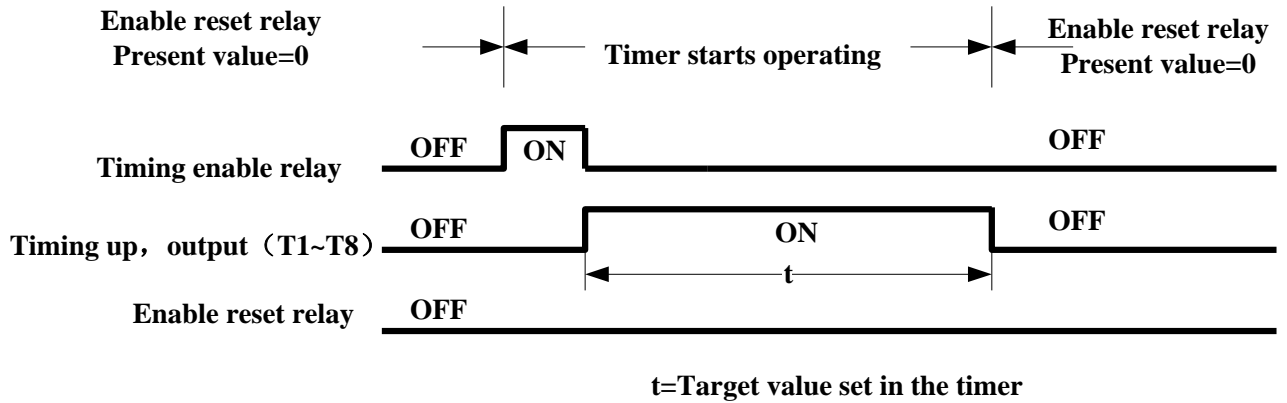 Enable reset relay
Present value=0
Timer starts operating
Enable reset relay
Present value=0
OFF
ON
OFF
Timing enable relay
OFF
ON
OFF
Timing up，output（T1~T8）
t
OFF
Enable reset relay
t=Target value set in the timer